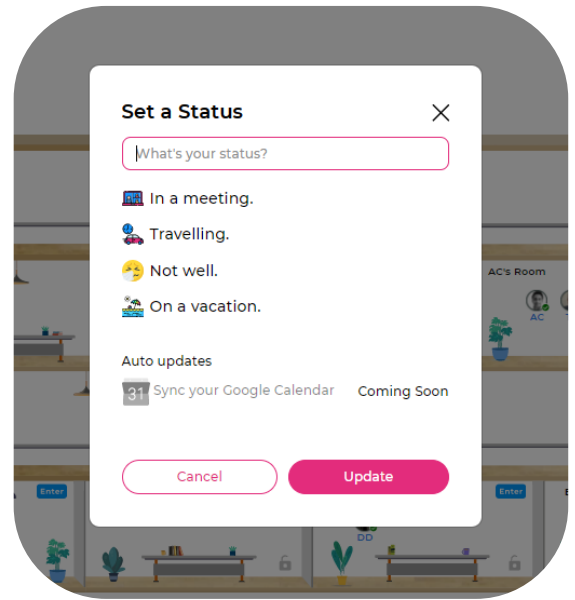 Set a Status
What's your status?
In a meeting.
Travelling.
Not well.
On a vacation.
Auto updates
31 Sync your Google Calendar Coming Soon
Cancel Update
AC's Room
AC
Enter
Enter
DD